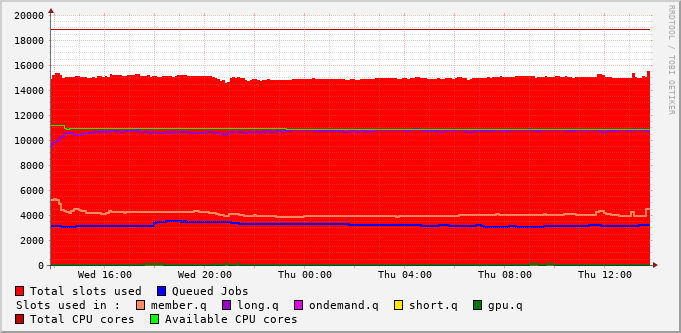 20000
18000
16000
14000
12000
10000
8000
6000
4000
2000
0
Wed 16:00 Wed 20:00 Thu 00:00 Thu 04:00 Thu 08:00 Thu 12:00
Total slots used Queued Jobs
Slots used in : member.q long.q ondemand.q short.q gpu.q
Total CPU cores Available CPU cores
RRDTOOL / TOBI OETIKER